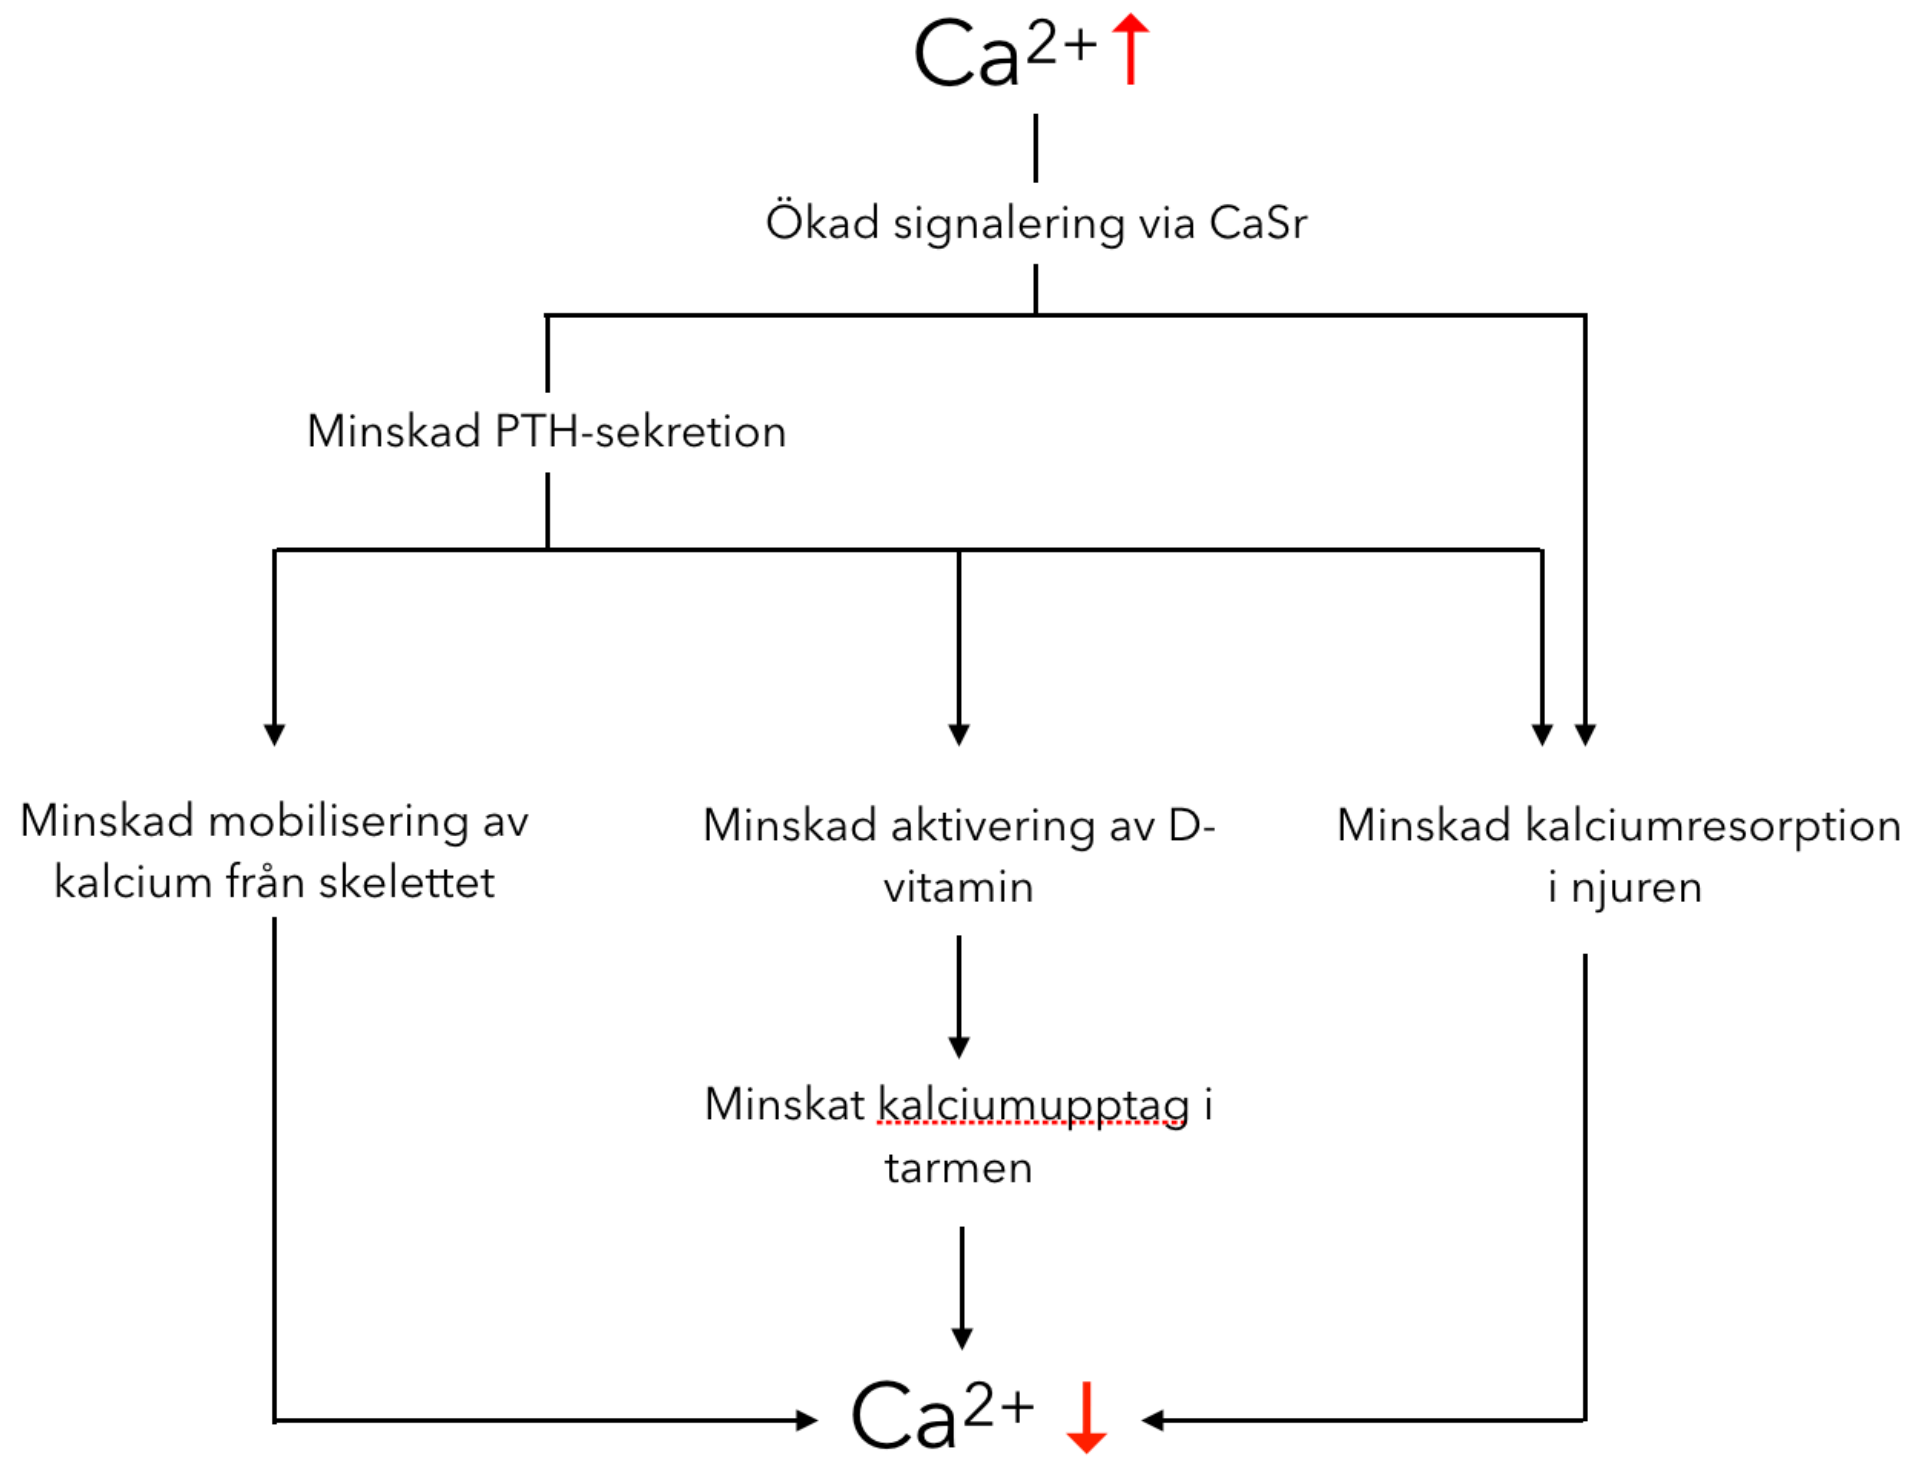 Ca²⁺↑
Ökad signalering via CaSr
Minskad PTH-sekretion
Minskad mobilisering av
kalcium från skelettet
Minskad aktivering av D-
vitamin
Minskad kalciumresorption
i njuren
Minskat kalciumupptag i
tarmen
Ca²⁺ ↓